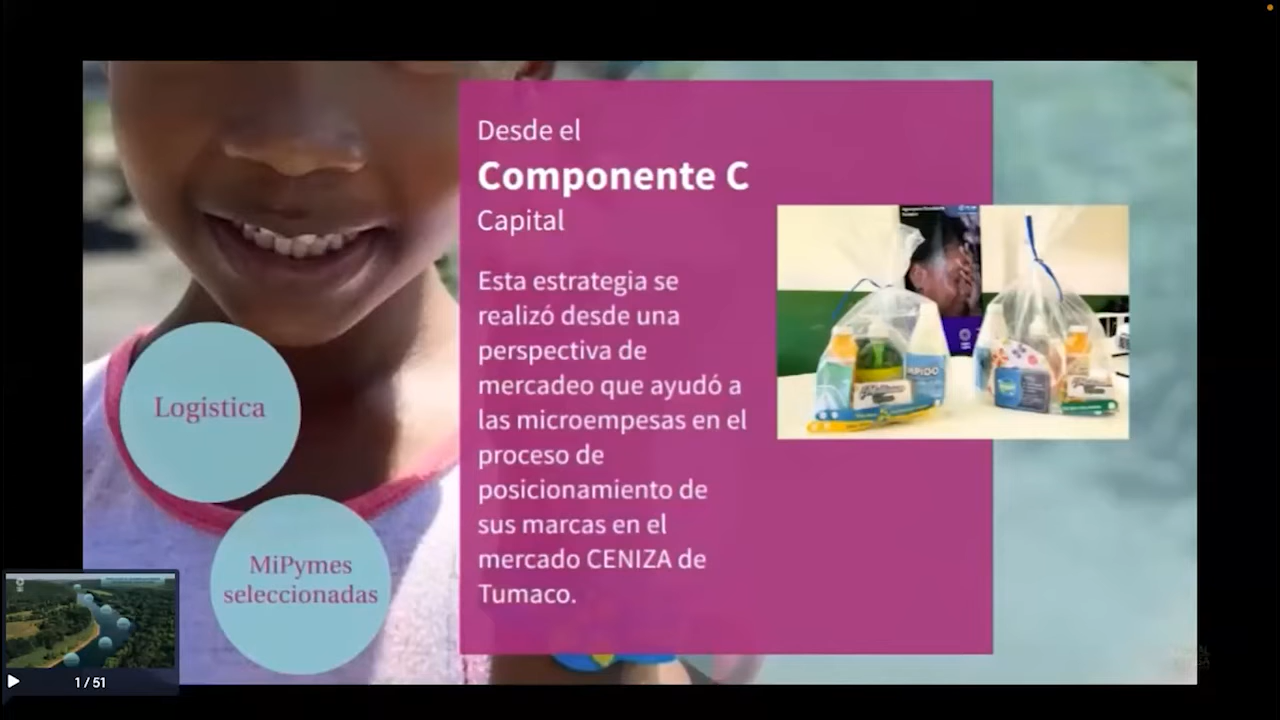 Desde el
Componente C
Capital
Esta estrategia se
realizó desde una
perspectiva de
mercadeo que ayudó a
las microempesas en el
proceso de
posicionamiento de
sus marcas en el
mercado CENIZA de
Tumaco.
Logistica
MiPymes
seleccionadas
1 / 51